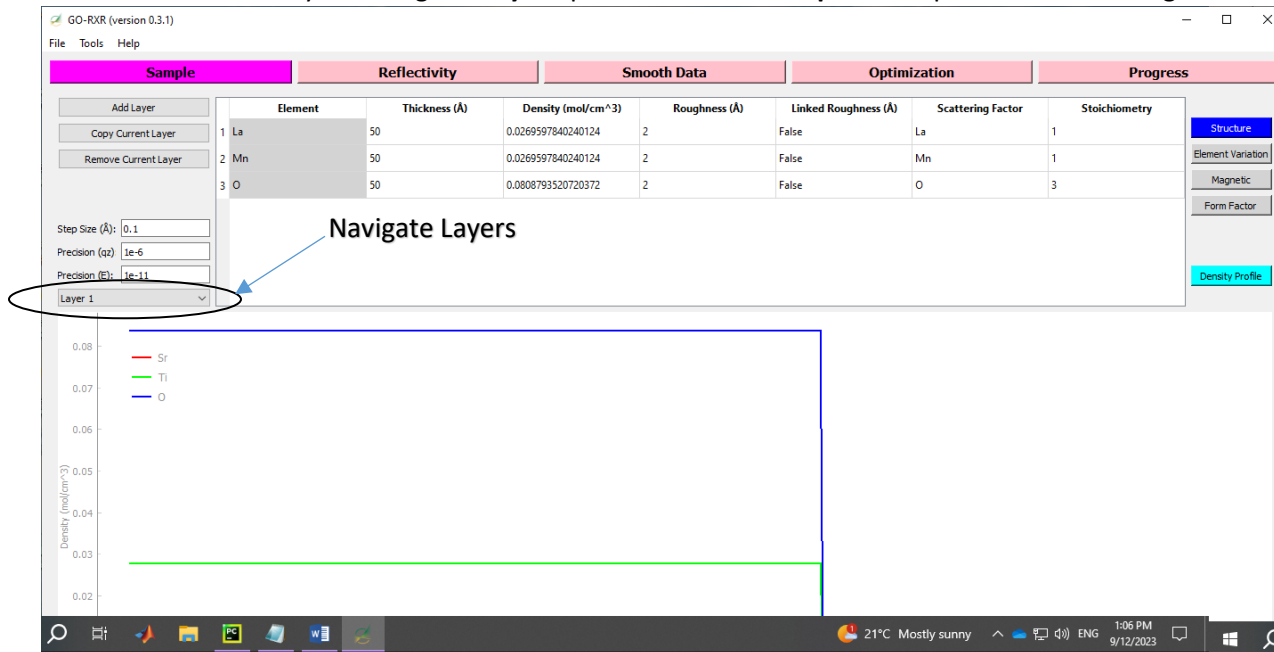 GO-RXR (version 0.3.1)
File Tools Help
Sample Reflectivity Smooth Data Optimization Progress
Add Layer
Copy Current Layer
Remove Current Layer
Element Thickness (Å) Density (mol/cm^3) Roughness (Å) Linked Roughness (Å) Scattering Factor Stoichiometry
1 La 50 0.0269597840240124 2 False La 1
2 Mn 50 0.0269597840240124 2 False Mn 1
3 O 50 0.0808793520720372 2 False O 3
Structure
Element Variation
Magnetic
Form Factor
Density Profile
Navigate Layers
Step Size (Å): 0.1
Precision (qz) 1e-6
Precision (E): 1e-11
Layer 1
0.08
0.07
0.06
0.05
0.04
0.03
0.02
Density (mol/cm^3)
Sr
Ti
O
21°C Mostly sunny ENG 1:06 PM
9/12/2023